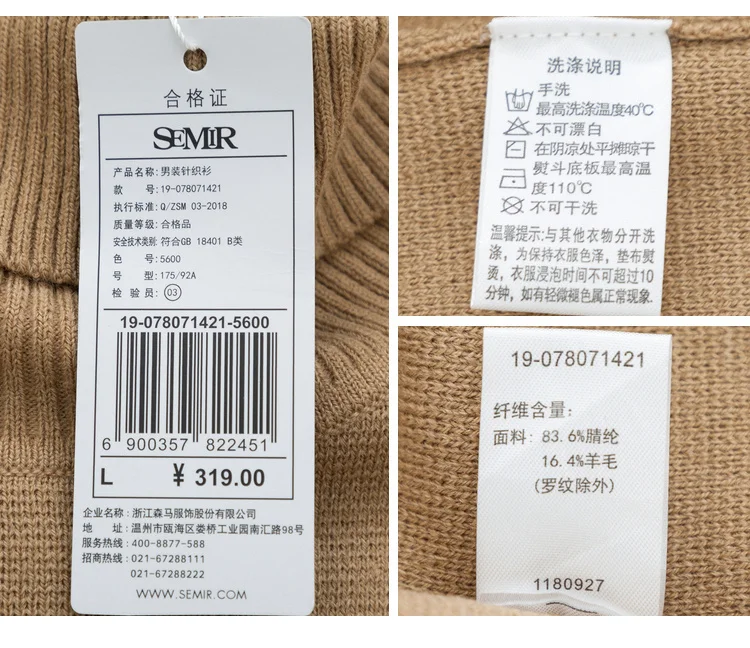 合格证
SEMIR
产品名称:男装针织衫
款 号:19-078071421
执行标准:Q/ZSM 03-2018
质量等级:合格品
安全技术类别:符合GB 18401 B类
色 号:5600
号 型:175/92A
检 验 员:03
19-078071421-5600
6 900357 822451
L ¥ 319.00
企业名称:浙江森马服饰股份有限公司
地 址:温州市瓯海区娄桥工业园南汇路98号
服务热线:400-8877-588
招商热线:021-67288111
021-67288222
WWW.SEMIR.COM
洗涤说明
手洗
最高洗涤温度40℃
不可漂白
在阴凉处平摊晾干
熨斗底板最高温
度110℃
不可干洗
温馨提示:与其他衣物分开洗
涤,为保持衣服色泽,垫布熨
烫,衣服浸泡时间不可超过10
分钟,如有轻微褪色属正常现象.
19-078071421
纤维含量:
面料:83.6%腈纶
16.4%羊毛
(罗纹除外)
1180927